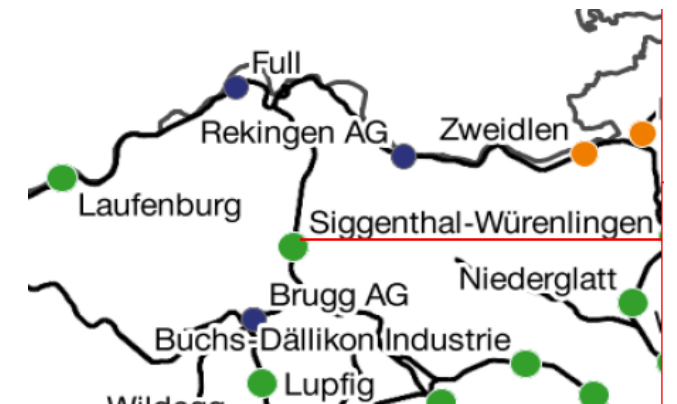 Full
Rekingen AG
Zweidlen
Laufenburg
Siggenthal-Würenlingen
Niederglatt
Brugg AG
Buchs-Dällikon Industrie
Lupfig